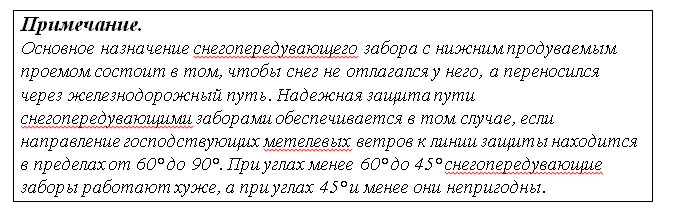 Примечание.
Основное назначение снегопередувающего забора с нижним продуваемым
проемом состоит в том, чтобы снег не отлагался у него, а переносился
через железнодорожный путь. Надежная защита пути
снегопередувающими заборами обеспечивается в том случае, если
направление господствующих метелевых ветров к линии защиты находится
в пределах от 60° до 90°. При углах менее 60° до 45° снегопередувающие
заборы работают хуже, а при углах 45° и менее они непригодны.